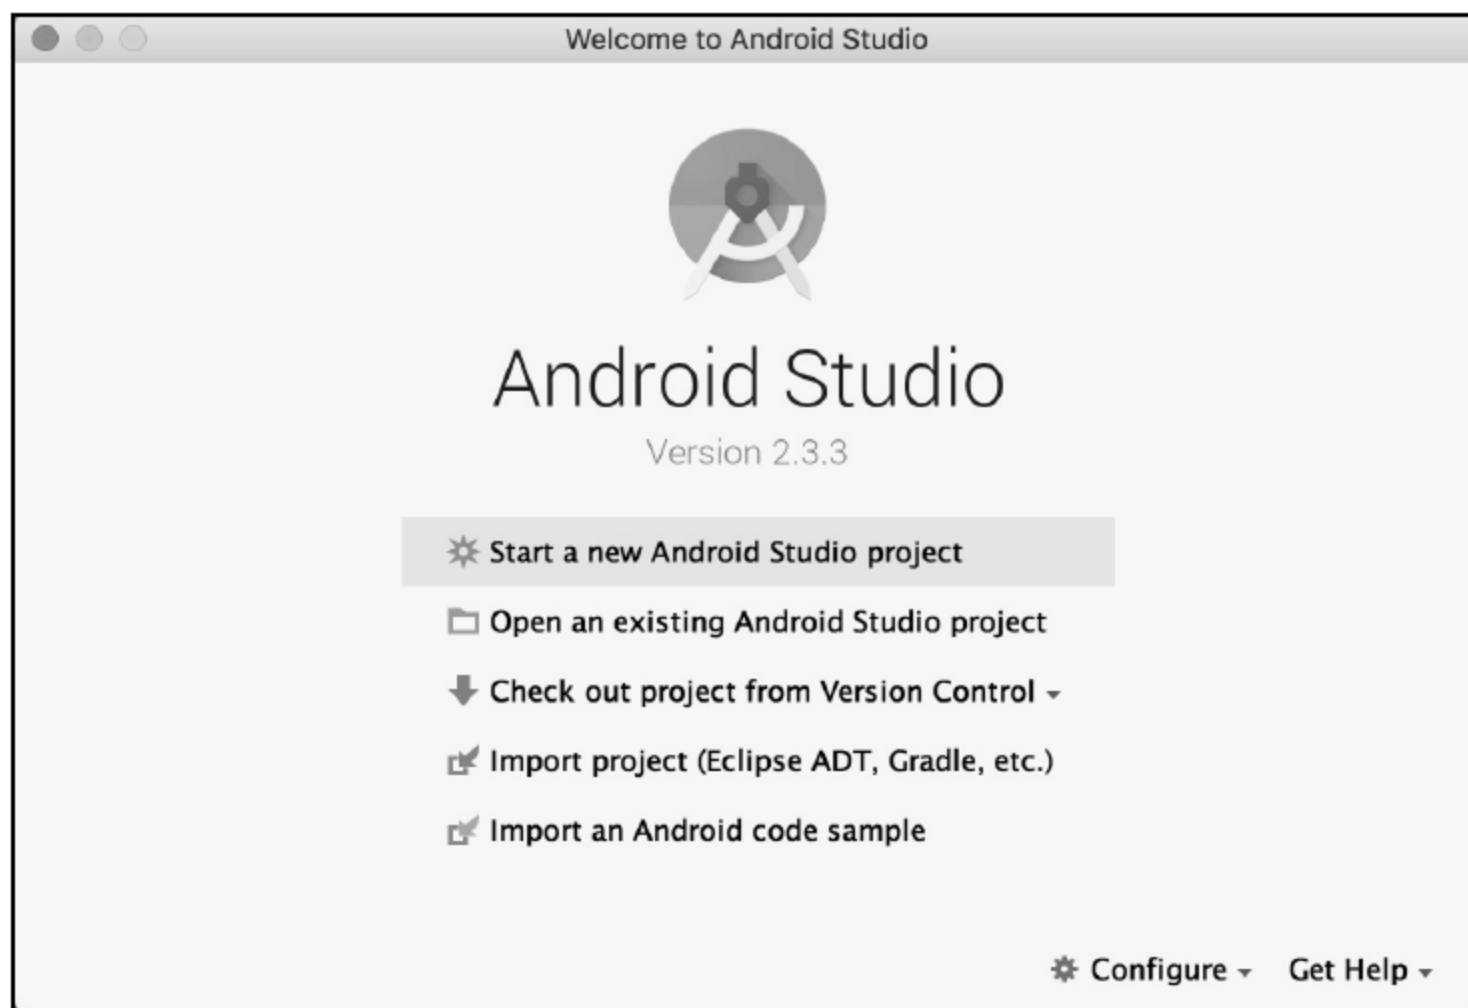 Welcome to Android Studio
Android Studio
Version 2.3.3
Start a new Android Studio project
Open an existing Android Studio project
Check out project from Version Control
Import project (Eclipse ADT, Gradle, etc.)
Import an Android code sample
Configure Get Help